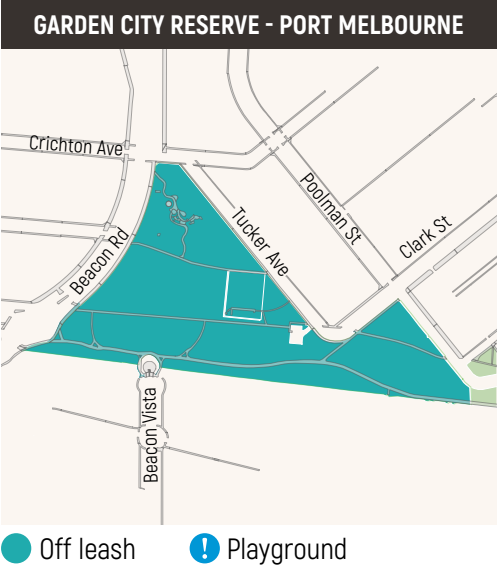 GARDEN CITY RESERVE - PORT MELBOURNE
Crichton Ave
Beacon Rd
Tucker Ave
Poolman St
Clark St
Beacon Vista
Off leash
! Playground